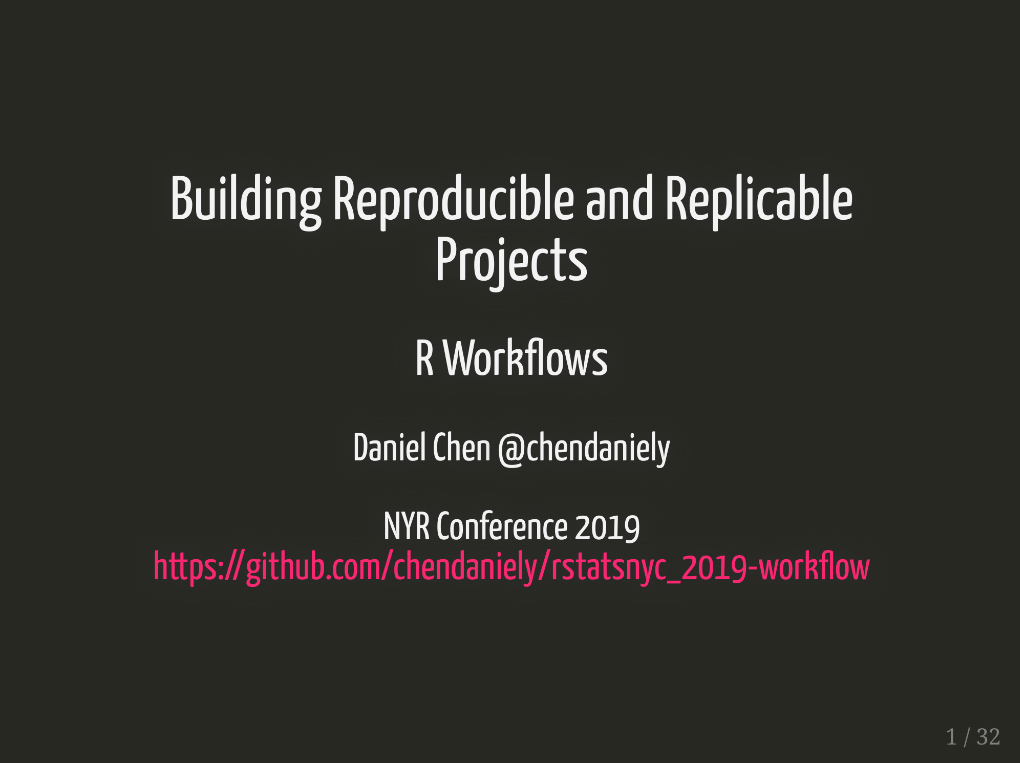 Building Reproducible and Replicable
Projects
R Workflows
Daniel Chen @chendaniely
NYR Conference 2019
https://github.com/chendaniely/rstatsnyc_2019-workflow
1 / 32